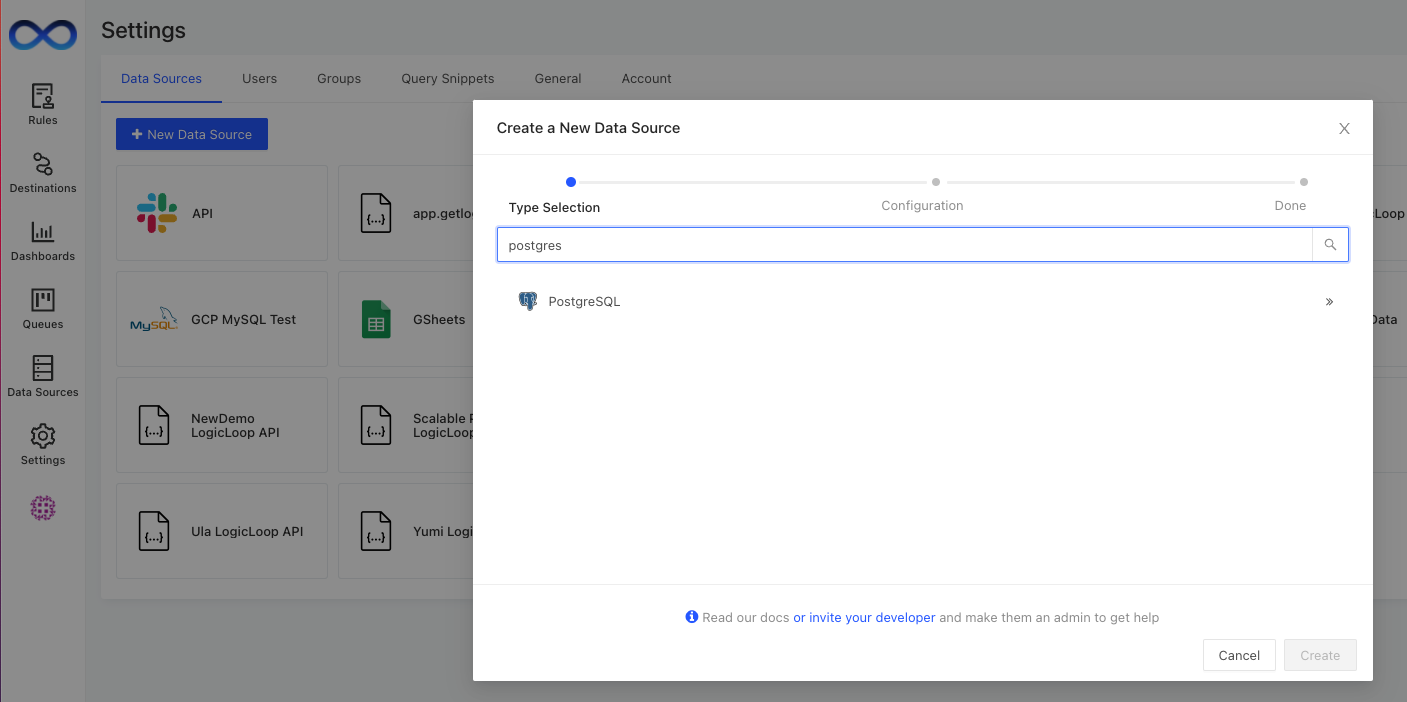 Settings
Rules
Destinations
Dashboards
Queues
Data Sources
Settings
Data Sources Users Groups Query Snippets General Account
New Data Source
API
app.getlo
MySQL GCP MySQL Test
GSheets
NewDemo
LogicLoop API
Scalable
LogicLoop
Ula LogicLoop API
Yumi Logi
Loop
Data
Create a New Data Source
Type Selection Configuration Done
postgres
PostgreSQL
Read our docs or invite your developer and make them an admin to get help
Cancel Create